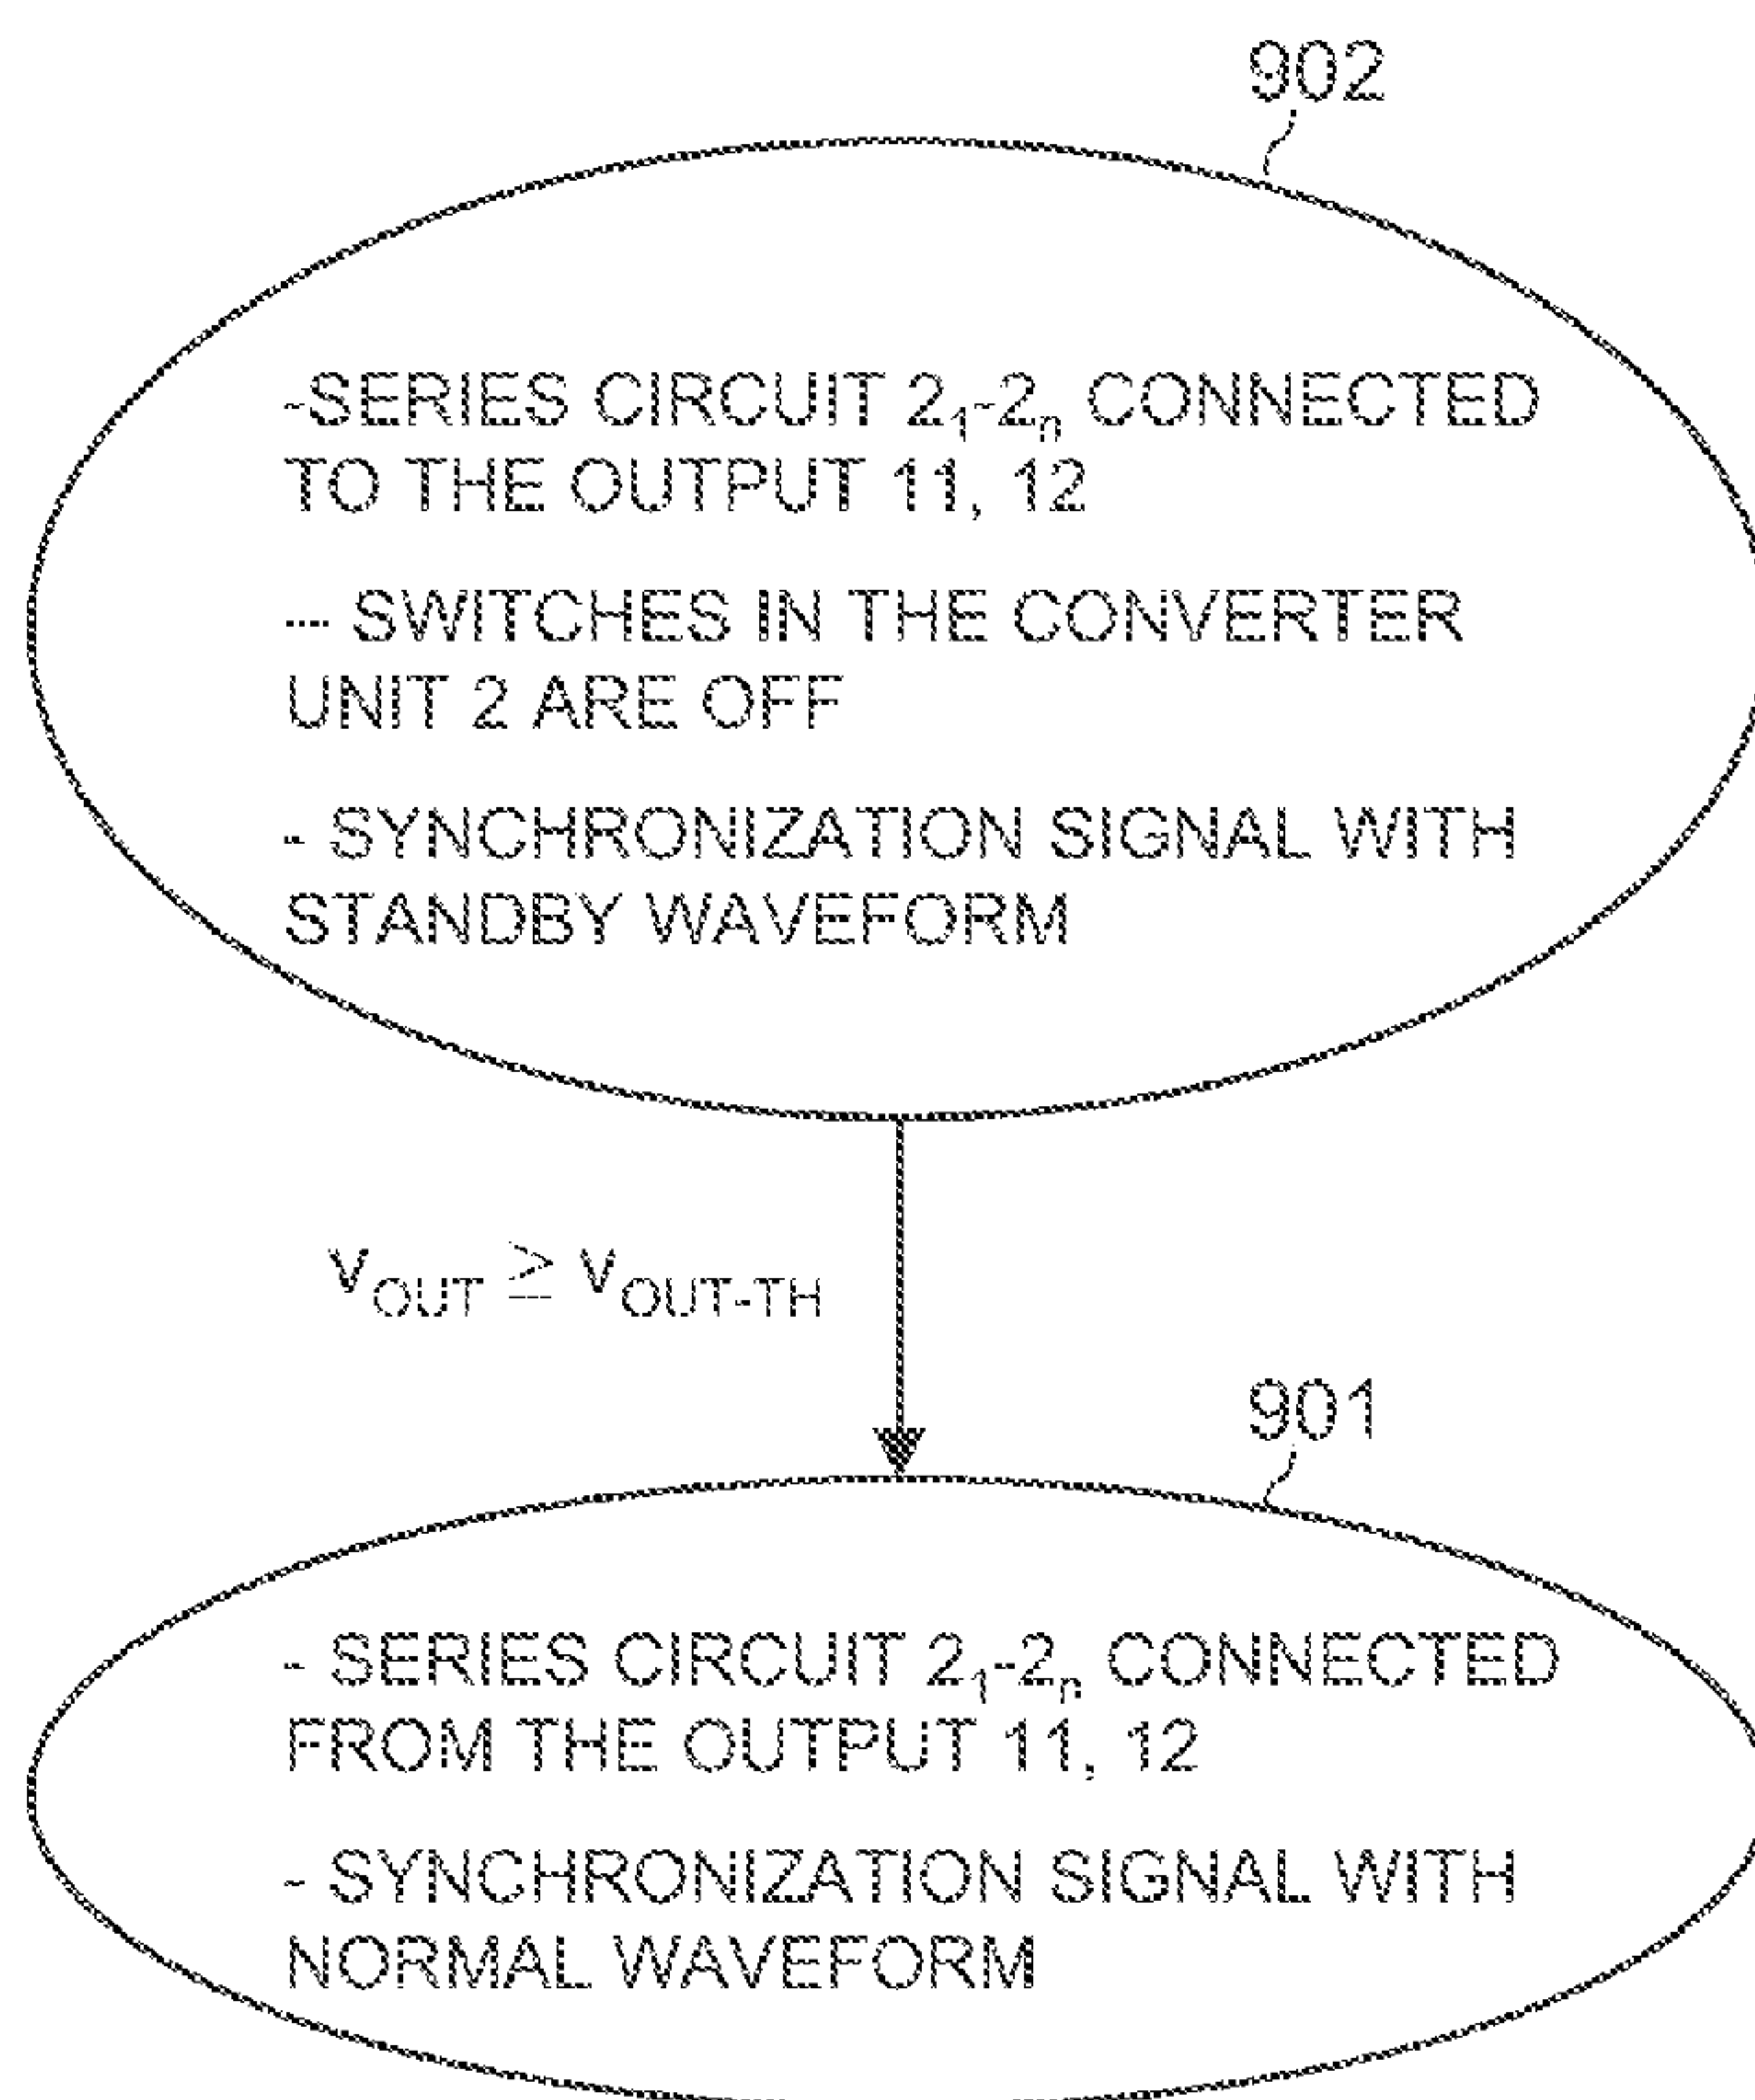 902
-SERIES CIRCUIT 2₁-2ₙ CONNECTED
TO THE OUTPUT 11, 12
- SWITCHES IN THE CONVERTER
UNIT 2 ARE OFF
- SYNCHRONIZATION SIGNAL WITH
STANDBY WAVEFORM
V_OUT ≥ V_OUT-TH
901
- SERIES CIRCUIT 2₁-2ₙ CONNECTED
FROM THE OUTPUT 11, 12
- SYNCHRONIZATION SIGNAL WITH
NORMAL WAVEFORM